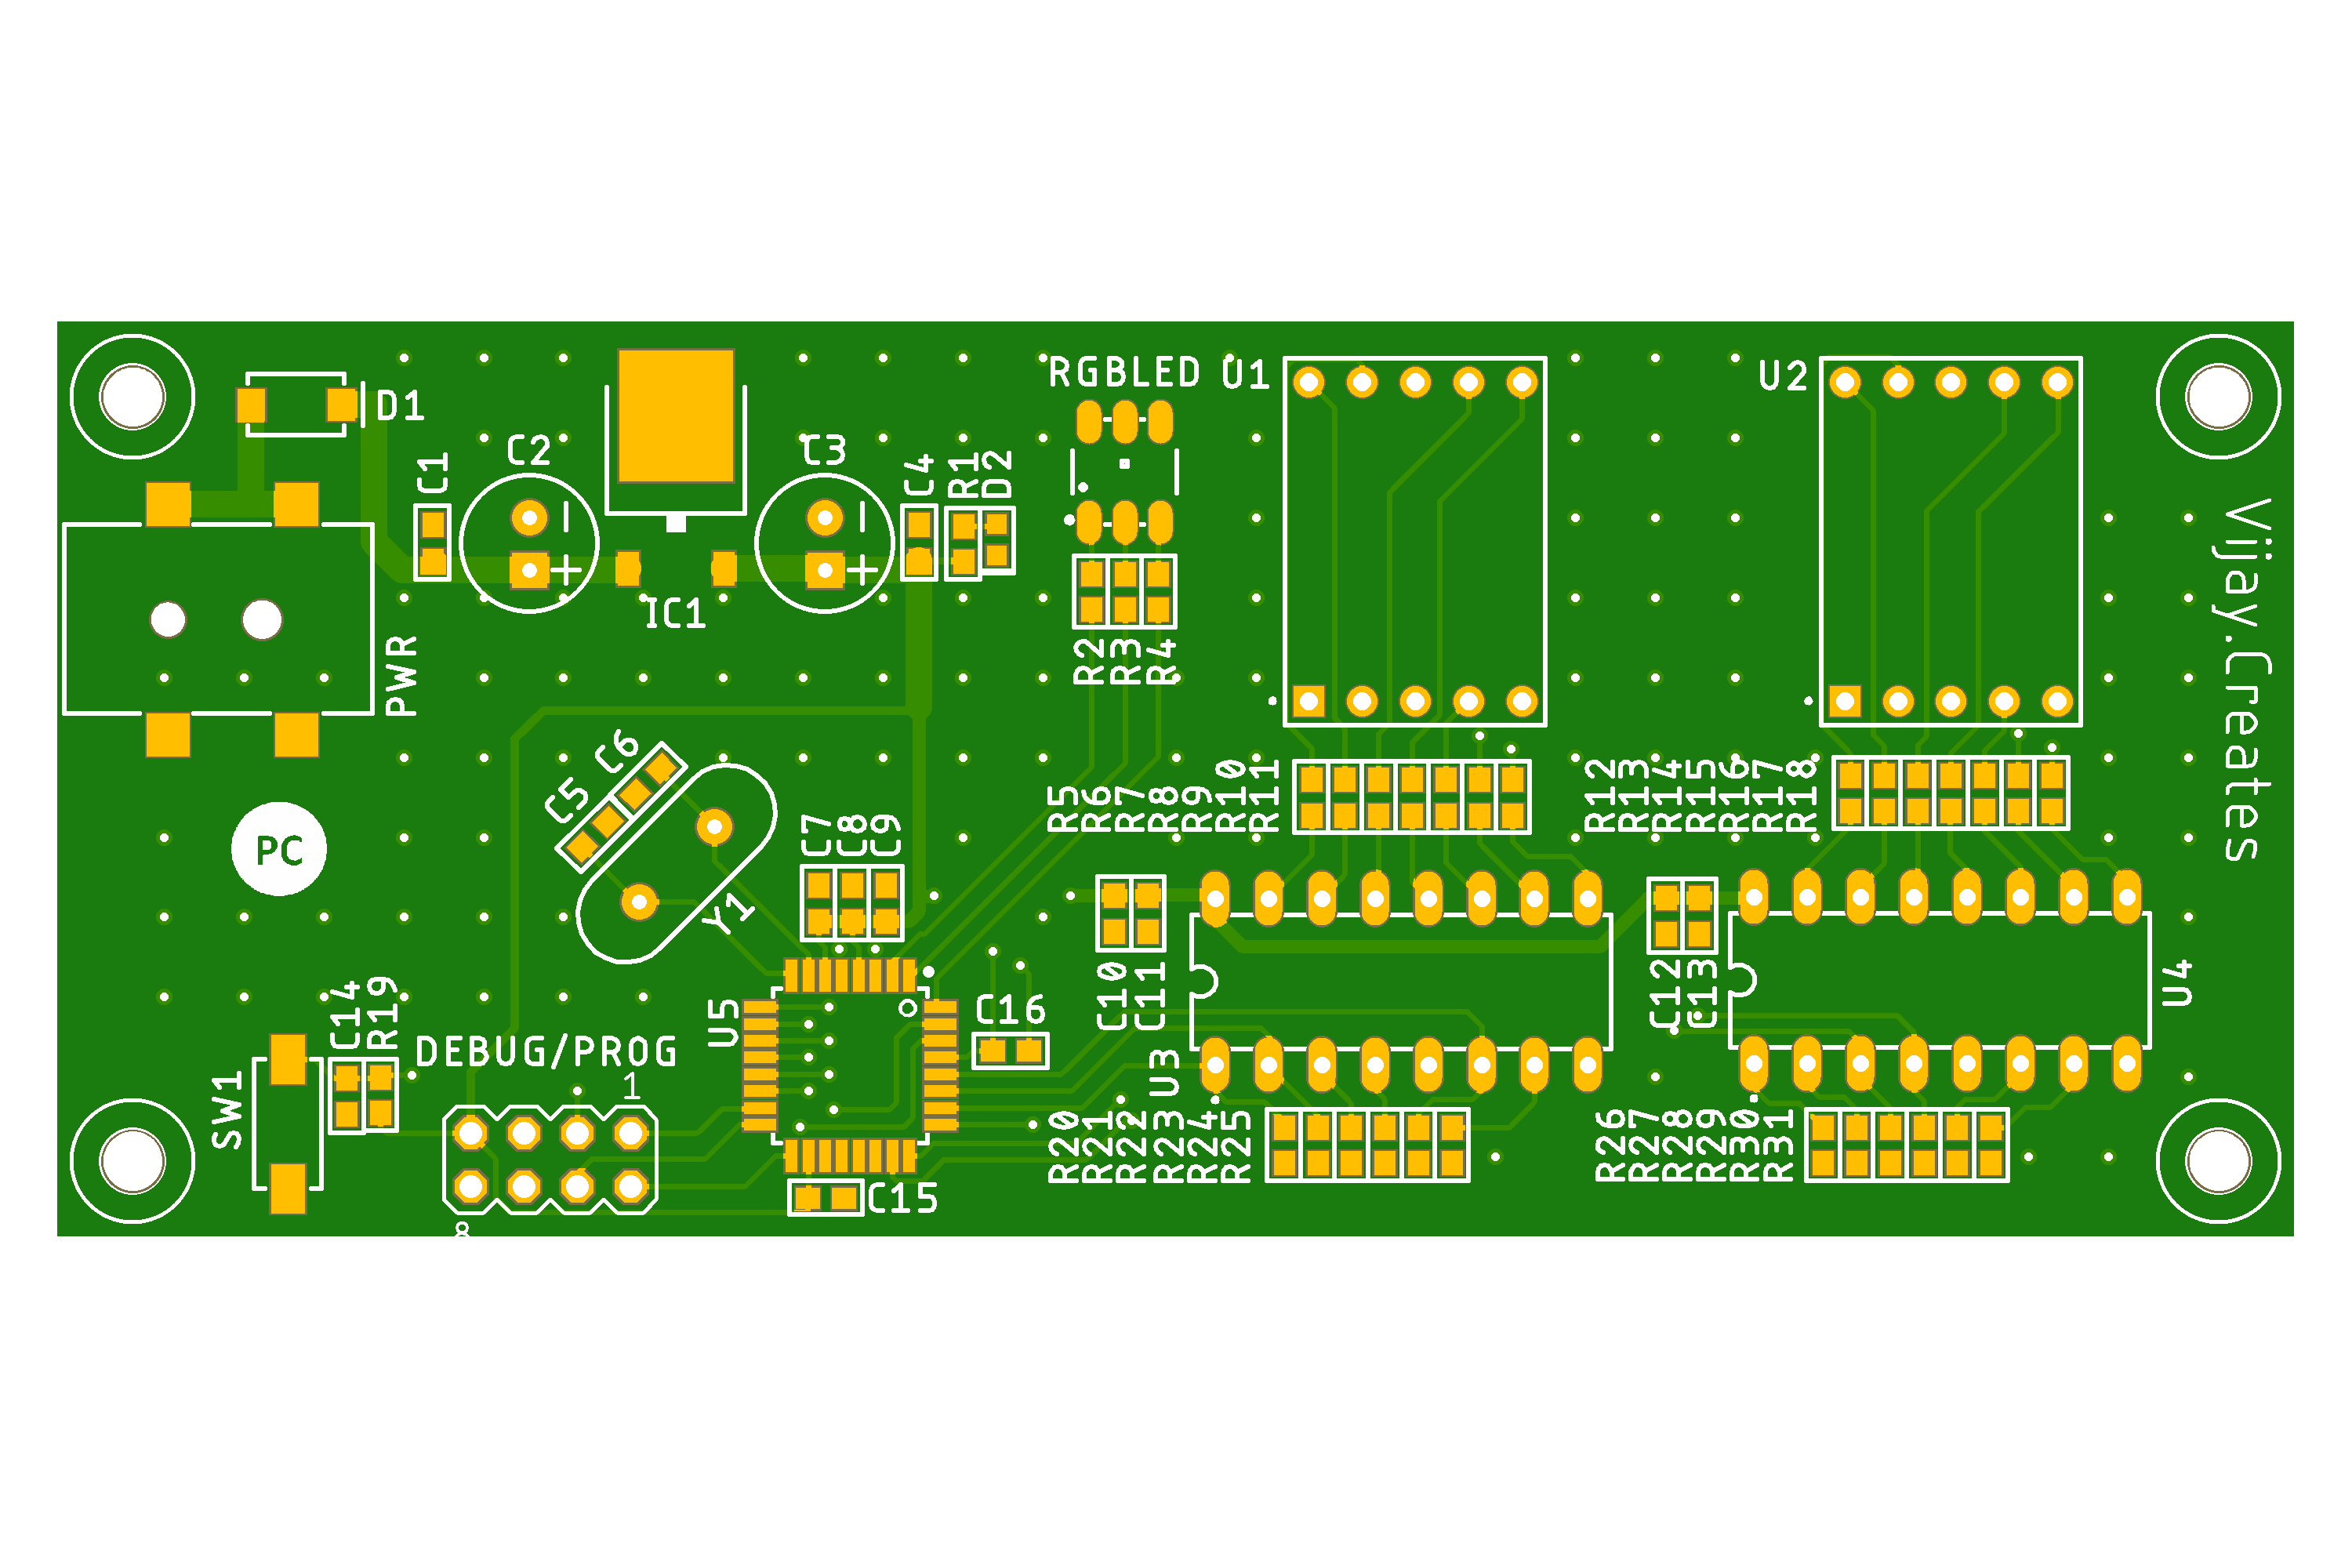 RGBLED
U1
U2
D1
C1
C2
C3
C4
R1
D2
IC1
PWR
R2
R3
R4
Vijay.Creates
C6
C5
R5
R6
R7
R8
R9
R10
R11
R12
R13
R14
R15
R16
R17
R18
PC
C7
C8
C9
Y1
C14
R19
U5
C16
C10
C11
C12
C13
U4
DEBUG/PROG
1
SW1
U3
R20
R21
R22
R23
R24
R25
R26
R27
R28
R29
R30
R31
C15
8